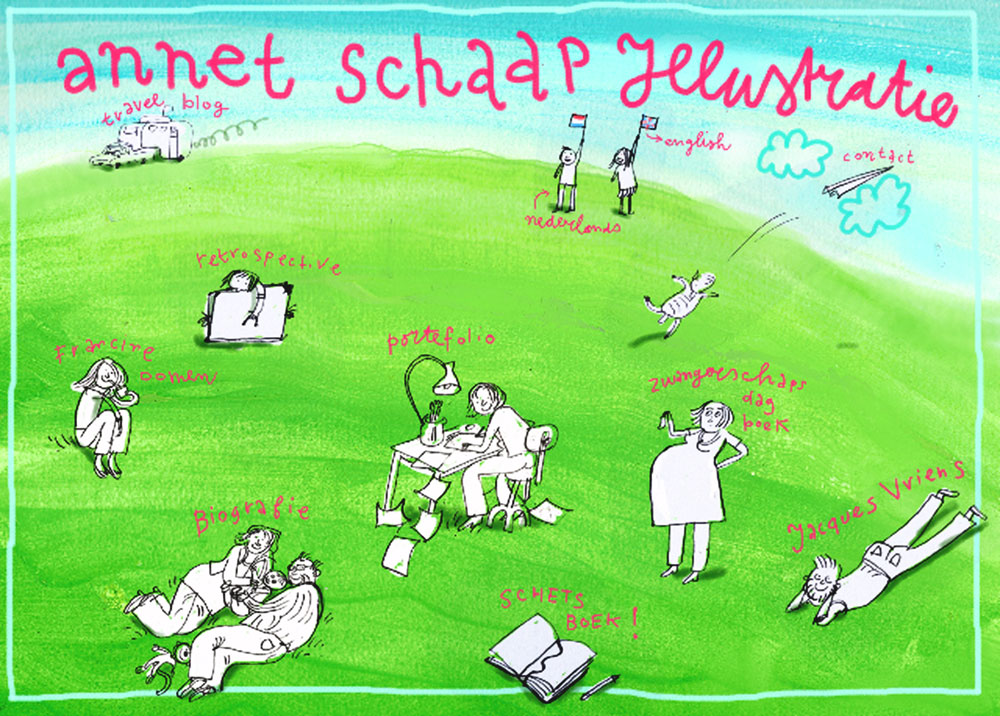 annet schaap Illustratie
travel blog
english
contact
nederlands
retrospective
Francine
oomen
portefolio
zwangerschaps
dag
boek
Jacques Vriens
Biografie
SCHETS
BOEK!